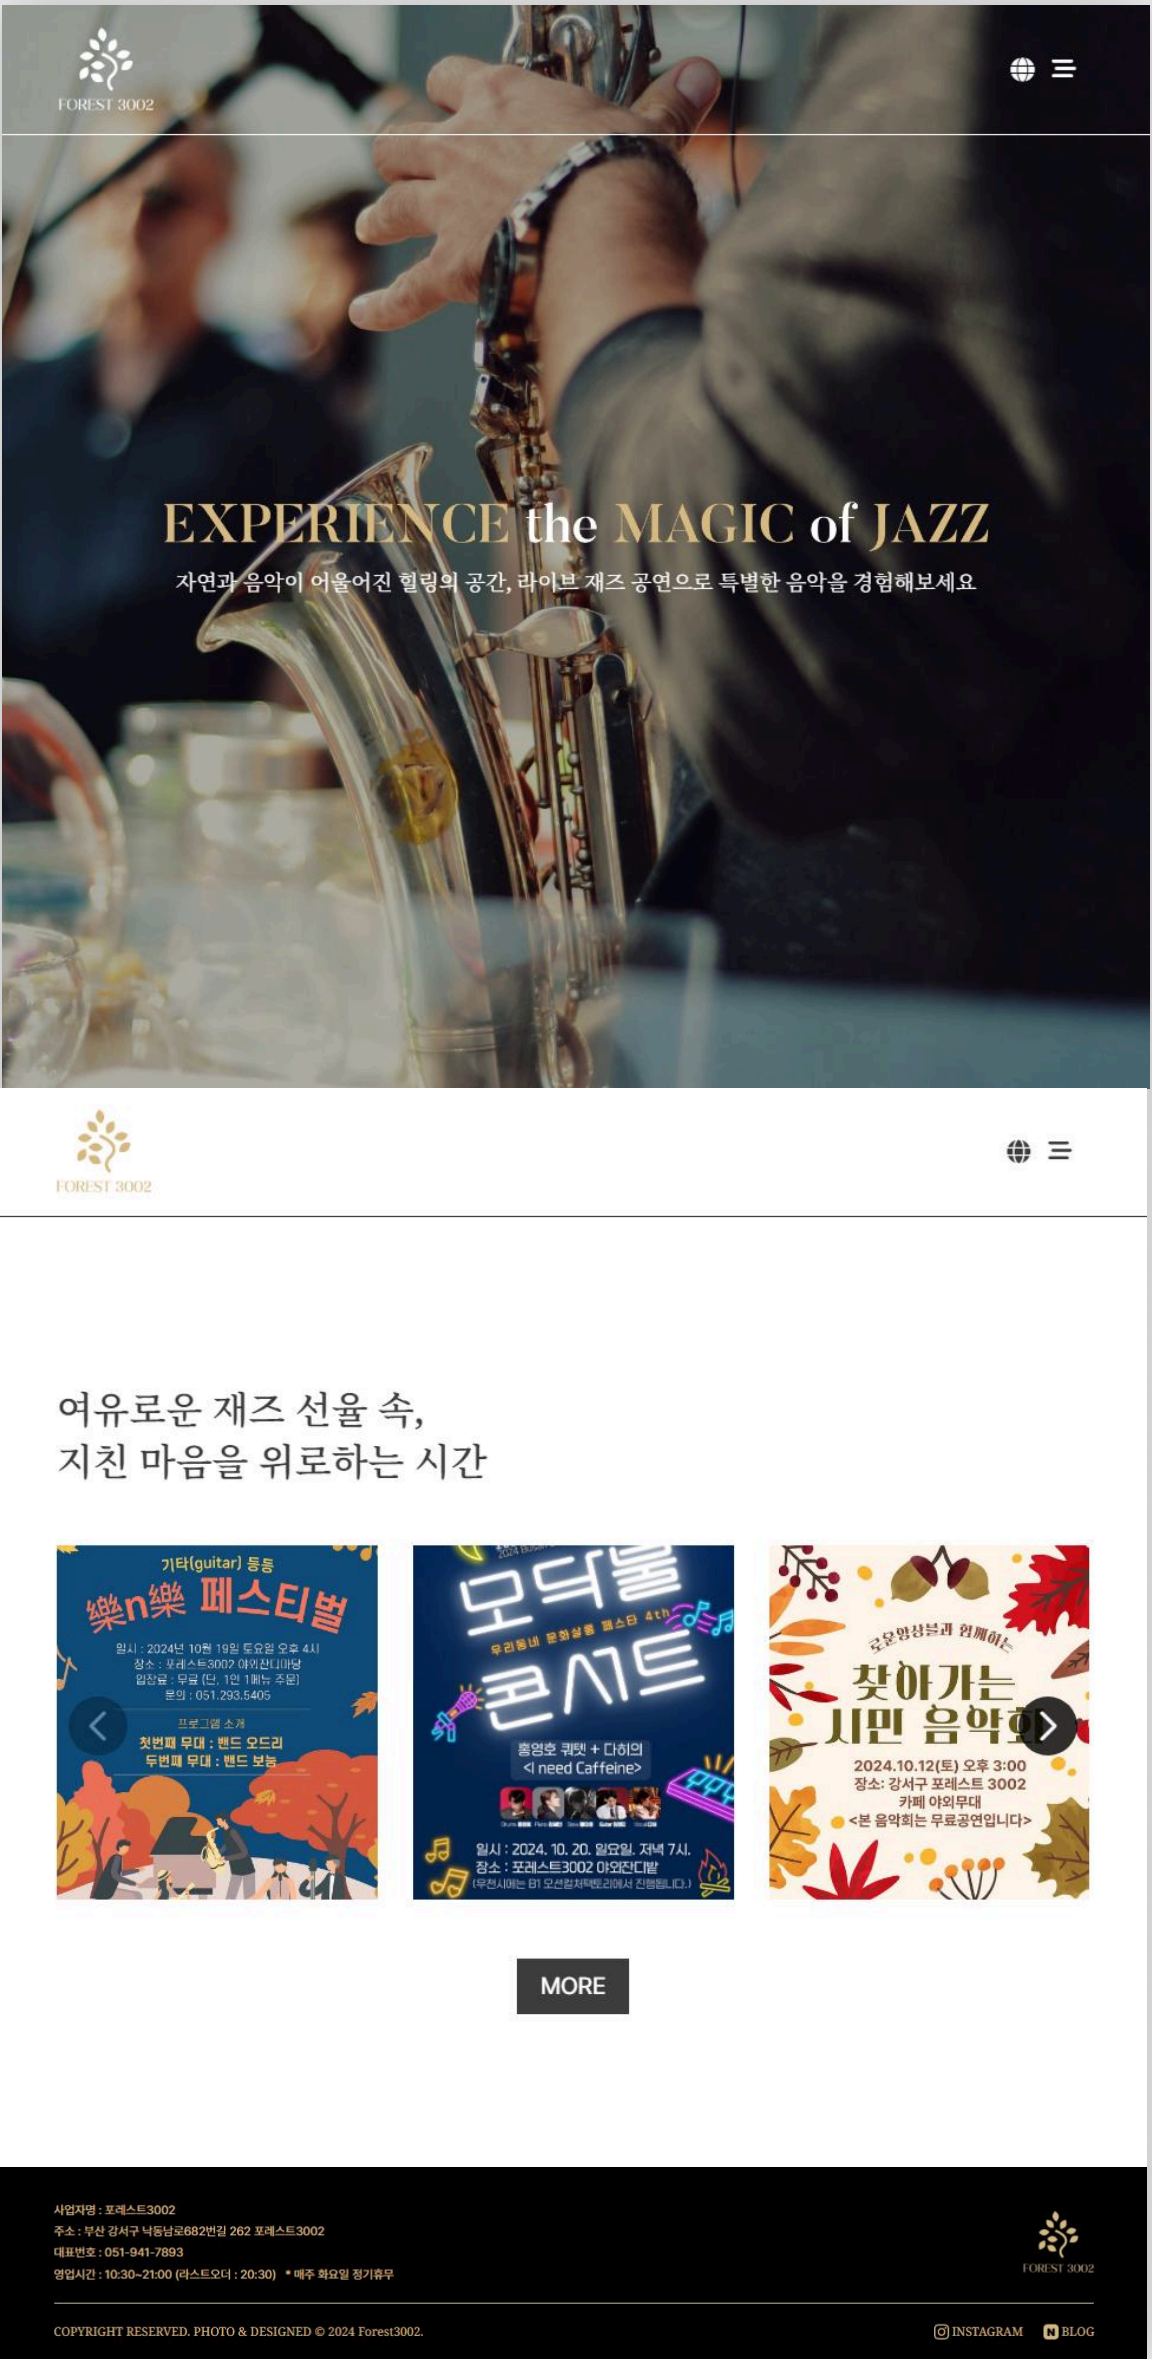 FOREST 3002
EXPERIENCE the MAGIC of JAZZ
자연과 음악이 어울어진 힐링의 공간, 라이브 재즈 공연으로 특별한 음악을 경험해보세요
FOREST 3002
여유로운 재즈 선율 속,
지친 마음을 위로하는 시간
기타(guitar) 등등
樂n樂 페스티벌
일시 : 2024년 10월 19일 토요일 오후 4시
장소 : 포레스트3002 야외잔디마당
입장료 : 무료 (단, 1인 1메뉴 주문)
문의 : 051.293.5405
프로그램 소개
첫번째 무대 : 밴드 오드리
두번째 무대 : 밴드 보눔
모닥불
우리동네 문화살롱 페스타 4th
콘서트
홍영호 쿼텟 + 다히의
<I need Caffeine>
일시 : 2024. 10. 20. 일요일. 저녁 7시.
장소 : 포레스트3002 야외잔디밭
(우천시에는 B1 오션컬처팩토리에서 진행됩니다.)
로운앙상블과 함께하는
찾아가는
시민 음악회
2024.10.12(토) 오후 3:00
장소: 강서구 포레스트 3002
카페 야외무대
<본 음악회는 무료공연입니다>
MORE
사업자명 : 포레스트3002
주소 : 부산 강서구 낙동남로682번길 262 포레스트3002
대표번호 : 051-941-7893
영업시간 : 10:30~21:00 (라스트오더 : 20:30) * 매주 화요일 정기휴무
FOREST 3002
COPYRIGHT RESERVED. PHOTO & DESIGNED © 2024 Forest3002.
INSTAGRAM
BLOG